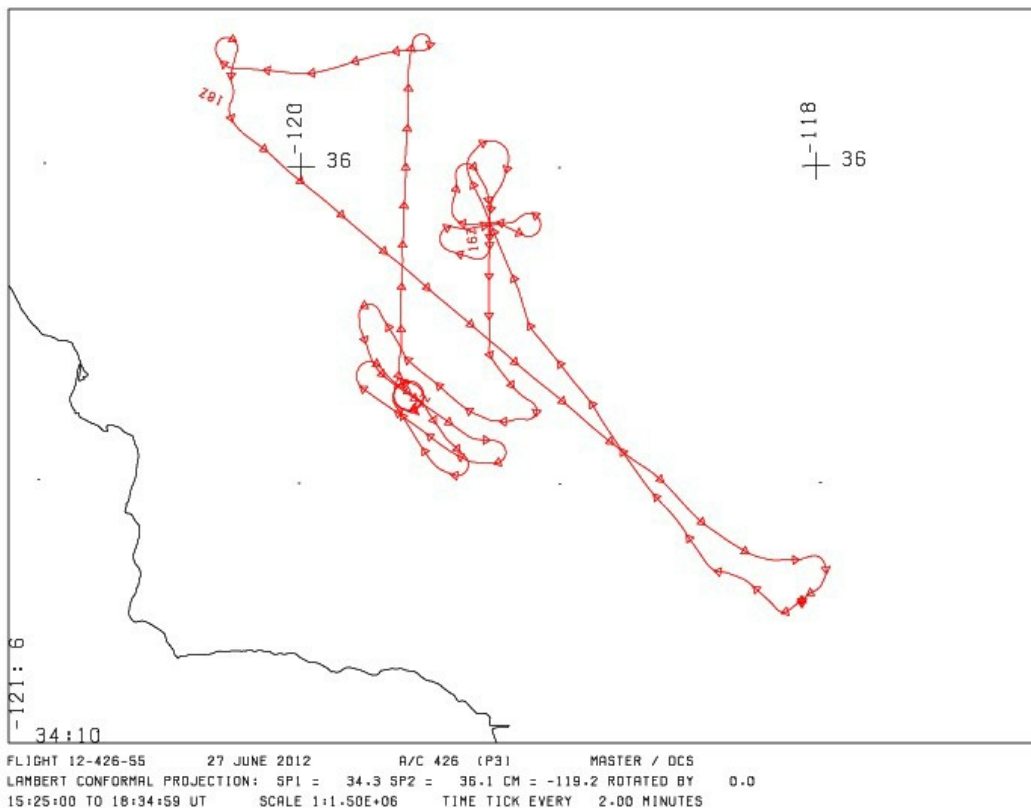 18Z
-120
36
-118
36
16Z
-121:6
34:10
FLIGHT 12-426-55 27 JUNE 2012 A/C 426 (P3) MASTER / DCS
LAMBERT CONFORMAL PROJECTION: SP1 = 34.3 SP2 = 36.1 CM = -119.2 ROTATED BY 0.0
15:25:00 TO 18:34:59 UT SCALE 1:1.50E+06 TIME TICK EVERY 2.00 MINUTES